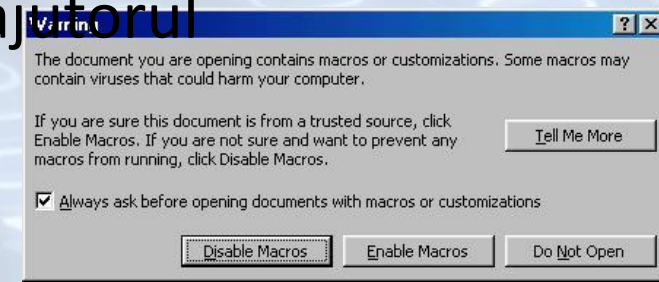 ajutorul
Warning
The document you are opening contains macros or customizations. Some macros may
contain viruses that could harm your computer.
If you are sure this document is from a trusted source, click
Enable Macros. If you are not sure and want to prevent any
macros from running, click Disable Macros.
Tell Me More
Always ask before opening documents with macros or customizations
Disable Macros Enable Macros Do Not Open